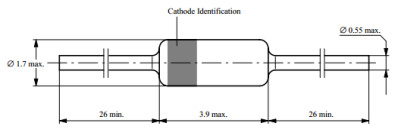 Cathode Identification
Ø 0.55 max.
Ø 1.7 max.
26 min.
3.9 max.
26 min.